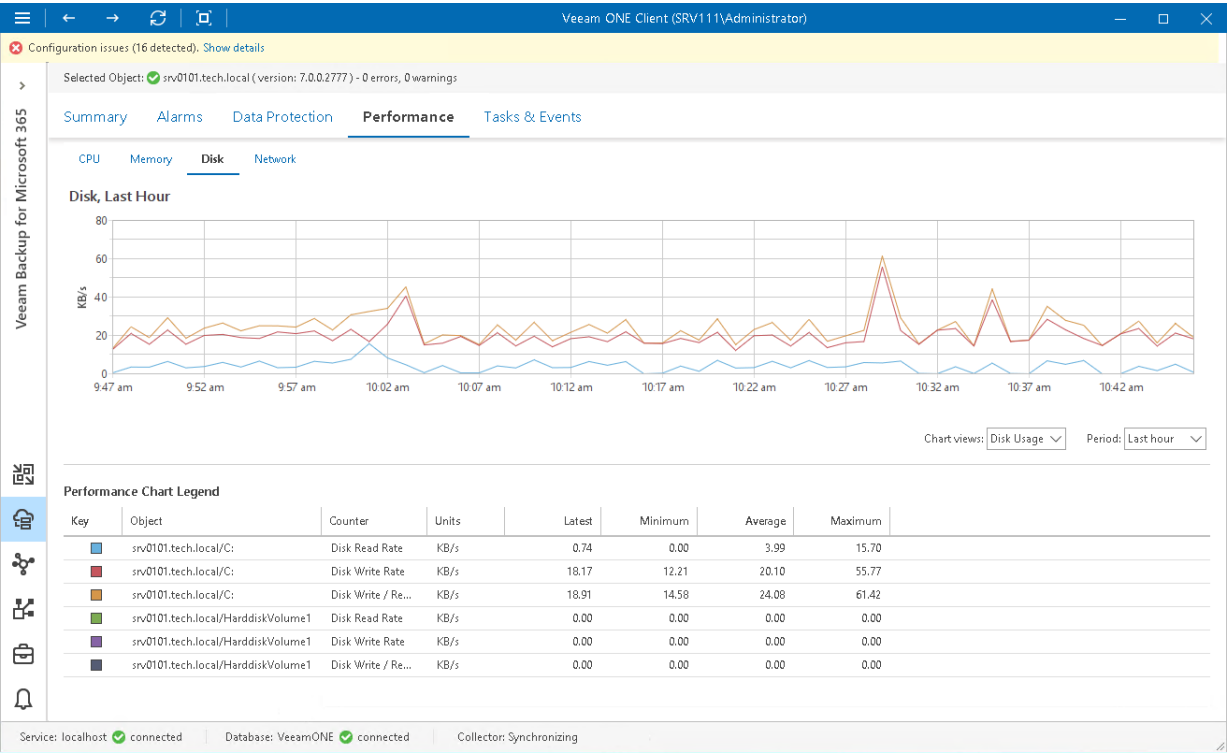 Veeam ONE Client (SRV111\Administrator)
Configuration issues (16 detected). Show details
Veeam Backup for Microsoft 365
Selected Object: srv0101.tech.local ( version: 7.0.0.2777 ) - 0 errors, 0 warnings
Summary Alarms Data Protection Performance Tasks & Events
CPU Memory Disk Network
Disk, Last Hour
KB/s
80
60
40
20
0
9:47 am 9:52 am 9:57 am 10:02 am 10:07 am 10:12 am 10:17 am 10:22 am 10:27 am 10:32 am 10:37 am 10:42 am
Chart views: Disk Usage Period: Last hour
Performance Chart Legend
Key Object Counter Units Latest Minimum Average Maximum
srv0101.tech.local/C: Disk Read Rate KB/s 0.74 0.00 3.99 15.70
srv0101.tech.local/C: Disk Write Rate KB/s 18.17 12.21 20.10 55.77
srv0101.tech.local/C: Disk Write / Re... KB/s 18.91 14.58 24.08 61.42
srv0101.tech.local/HarddiskVolume1 Disk Read Rate KB/s 0.00 0.00 0.00 0.00
srv0101.tech.local/HarddiskVolume1 Disk Write Rate KB/s 0.00 0.00 0.00 0.00
srv0101.tech.local/HarddiskVolume1 Disk Write / Re... KB/s 0.00 0.00 0.00 0.00
Service: localhost connected Database: VeeamONE connected Collector: Synchronizing